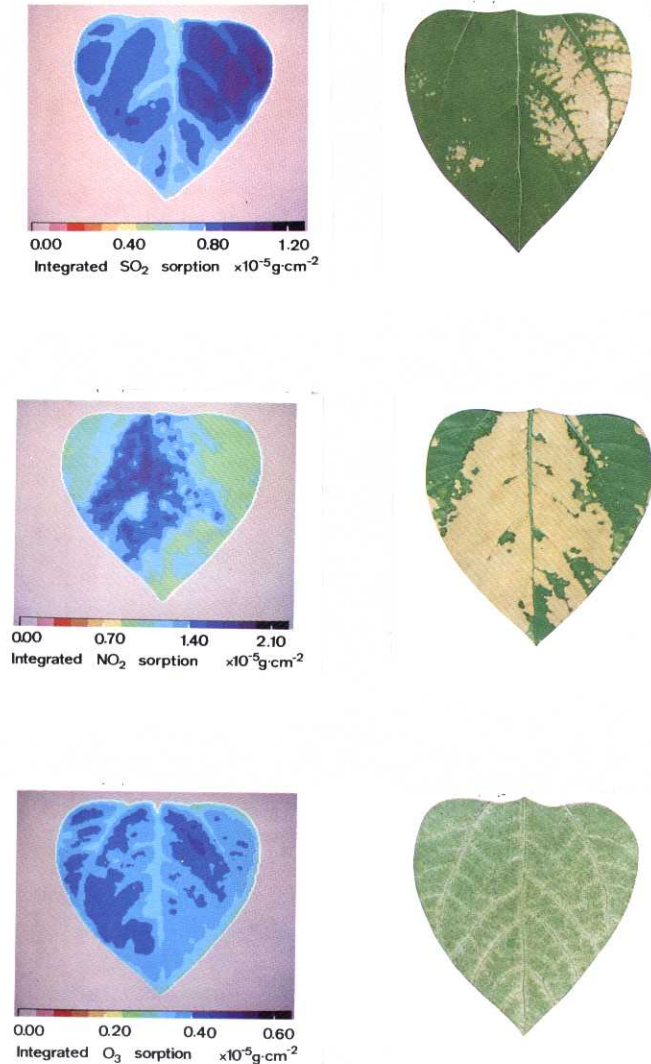 0.00 0.40 0.80 1.20
Integrated SO₂ sorption ×10⁻⁵g·cm⁻²
0.00 0.70 1.40 2.10
Integrated NO₂ sorption ×10⁻⁵g·cm⁻²
0.00 0.20 0.40 0.60
Integrated O₃ sorption ×10⁻⁵g·cm⁻²